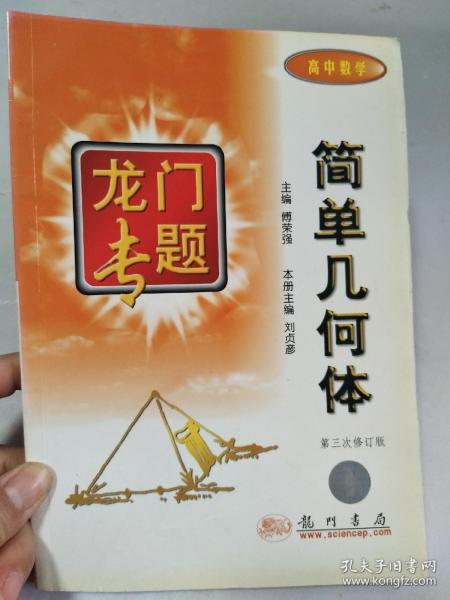 高中数学
简单几何体
龙门
专题
主编 傅荣强
本册主编 刘贞彦
第三次修订版
龍門書局
www.sciencep.com
孔夫子旧书网
www.kongfz.com